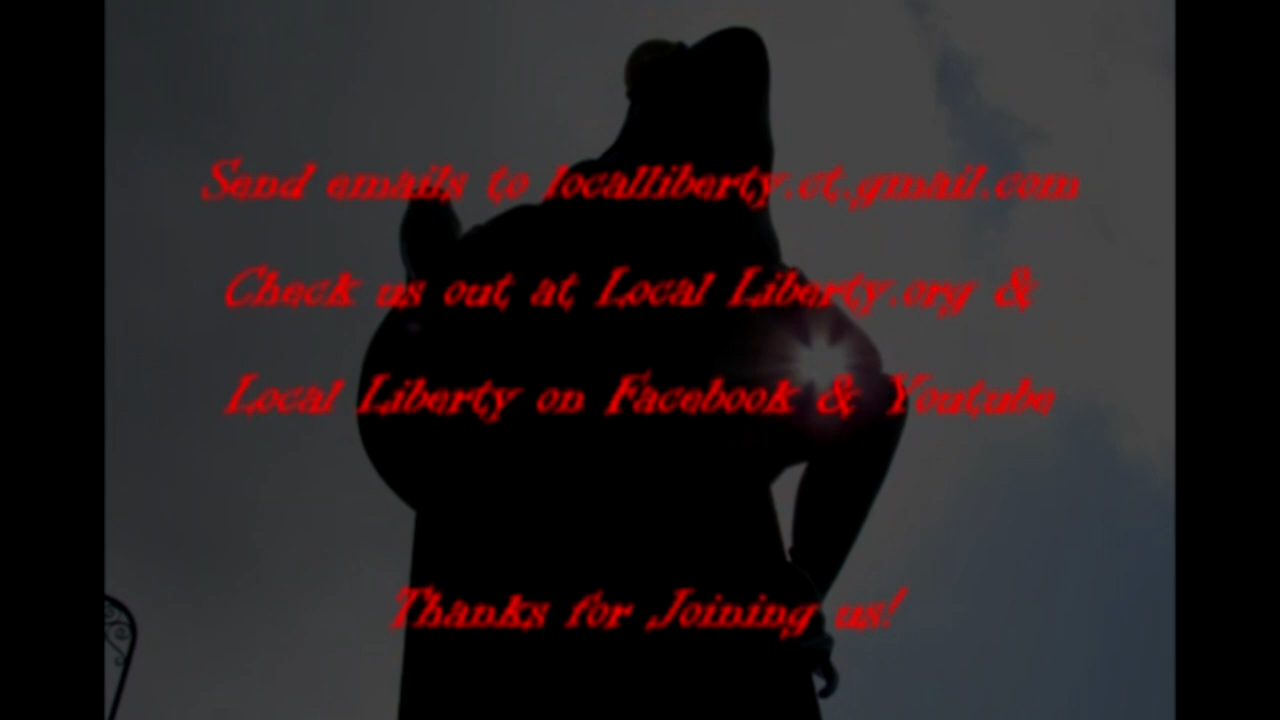 Send emails to localliberty.ct.gmail.com
Check us out at Local Liberty.org &
Local Liberty on Facebook & Youtube
Thanks for Joining us!